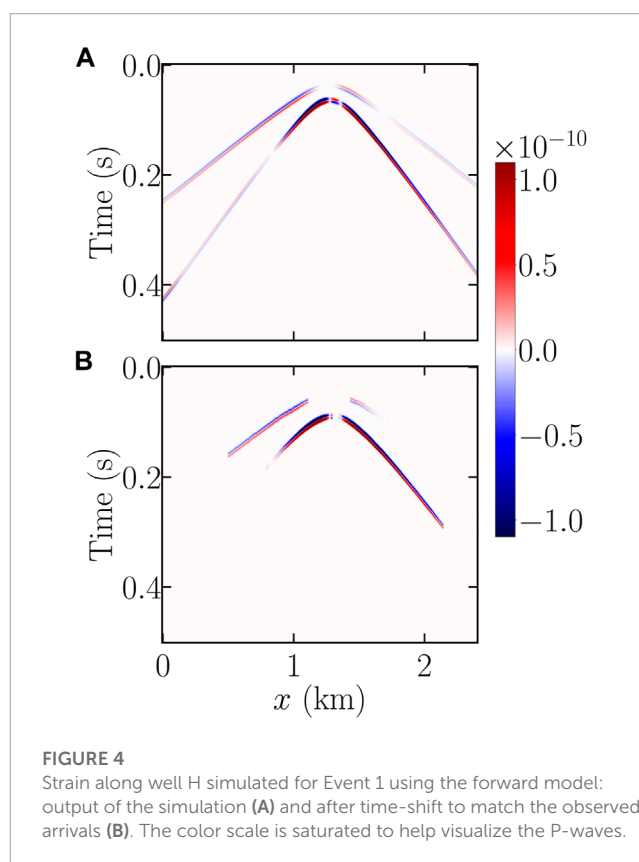 A
0.0
0.2
0.4
Time (s)
B
0.0
0.2
0.4
Time (s)
0
1
2
x (km)
×10⁻¹⁰
1.0
0.5
0.0
−0.5
−1.0
FIGURE 4
Strain along well H simulated for Event 1 using the forward model:
output of the simulation (A) and after time-shift to match the observed
arrivals (B). The color scale is saturated to help visualize the P-waves.